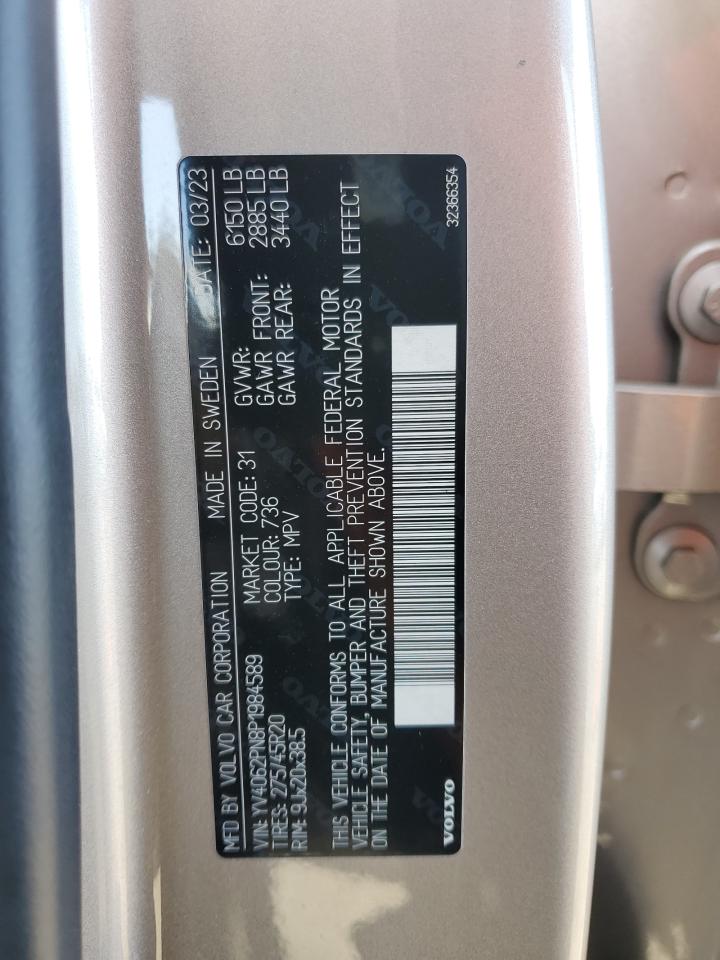 MFD BY VOLVO CAR CORPORATION MADE IN SWEDEN DATE: 03/23
VIN: YV4062PN8P1984589 MARKET CODE: 31 GVWR: 6150 LB
TIRES: 275/45R20 COLOUR: 736 GAWR FRONT: 2885 LB
RIM: 9Jx20x38.5 TYPE: MPV GAWR REAR: 3440 LB
THIS VEHICLE CONFORMS TO ALL APPLICABLE FEDERAL MOTOR
VEHICLE SAFETY, BUMPER AND THEFT PREVENTION STANDARDS IN EFFECT
ON THE DATE OF MANUFACTURE SHOWN ABOVE.
VOLVO 32366354